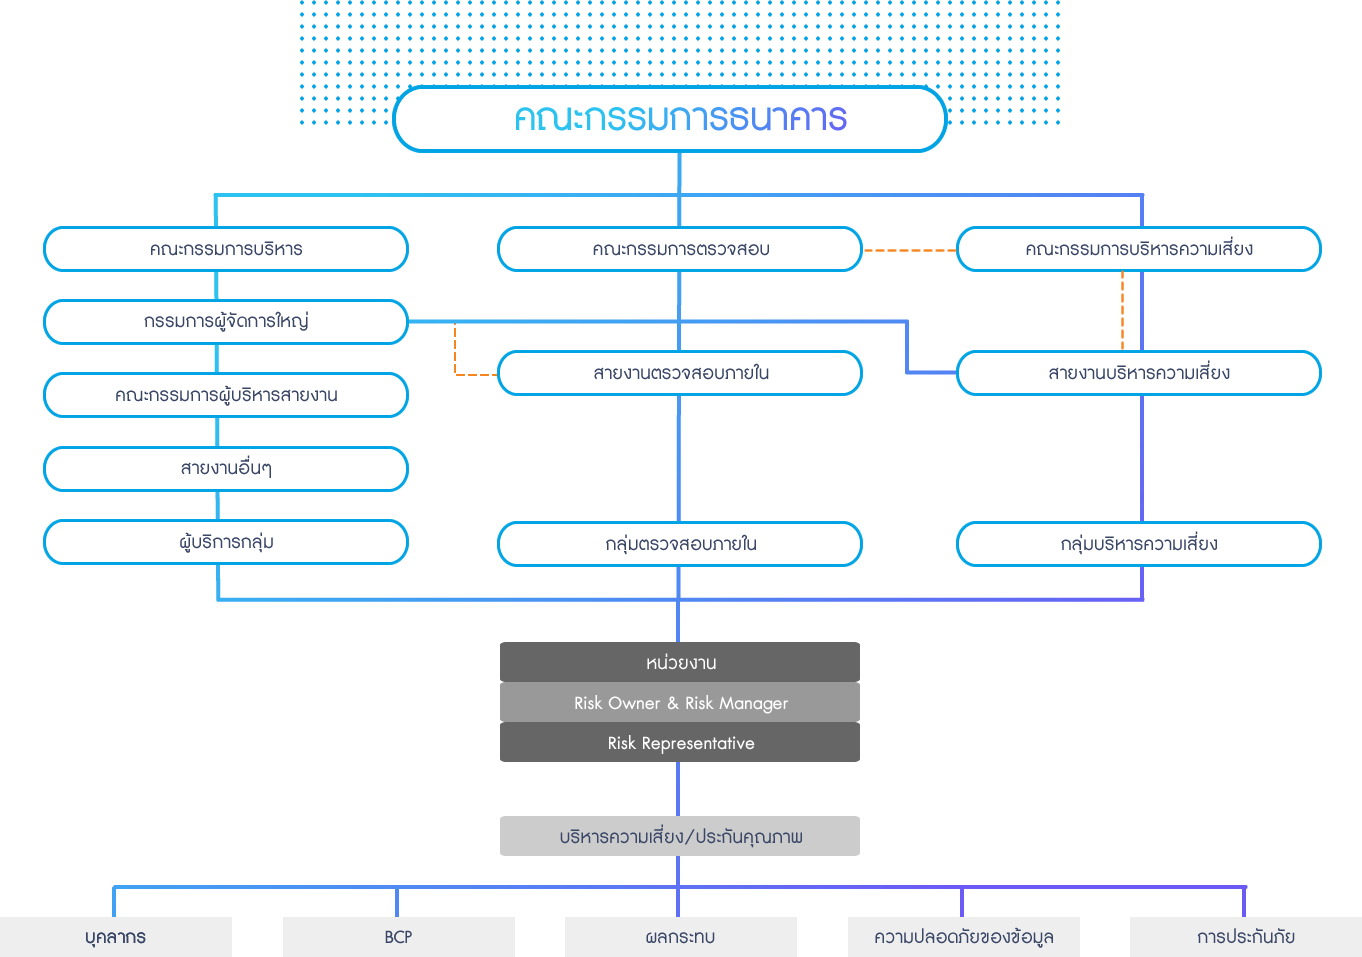 คณะกรรมการธนาคาร
คณะกรรมการบริหาร
คณะกรรมการตรวจสอบ
คณะกรรมการบริหารความเสี่ยง
กรรมการผู้จัดการใหญ่
สายงานตรวจสอบภายใน
สายงานบริหารความเสี่ยง
คณะกรรมการผู้บริหารสายงาน
สายงานอื่นๆ
ผู้บริการกลุ่ม
กลุ่มตรวจสอบภายใน
กลุ่มบริหารความเสี่ยง
หน่วยงาน
Risk Owner & Risk Manager
Risk Representative
บริหารความเสี่ยง/ประกันคุณภาพ
บุคลากร
BCP
ผลกระทบ
ความปลอดภัยของข้อมูล
การประกันภัย